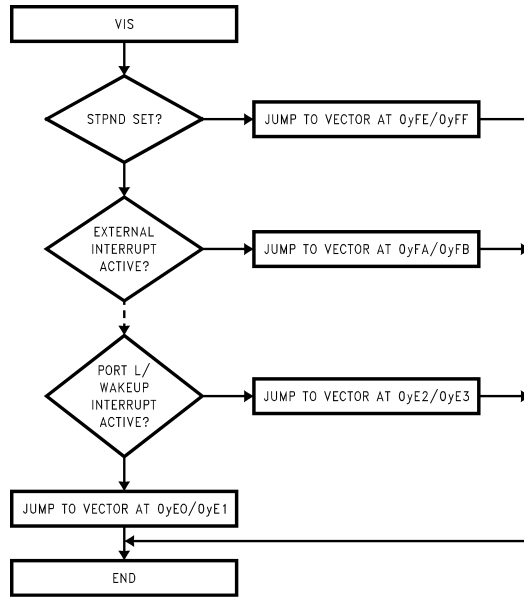 VIS
STPND SET?
JUMP TO VECTOR AT 0yFE/0yFF
EXTERNAL
INTERRUPT
ACTIVE?
JUMP TO VECTOR AT 0yFA/0yFB
PORT L/
WAKEUP
INTERRUPT
ACTIVE?
JUMP TO VECTOR AT 0yE2/0yE3
JUMP TO VECTOR AT 0yE0/0yE1
END